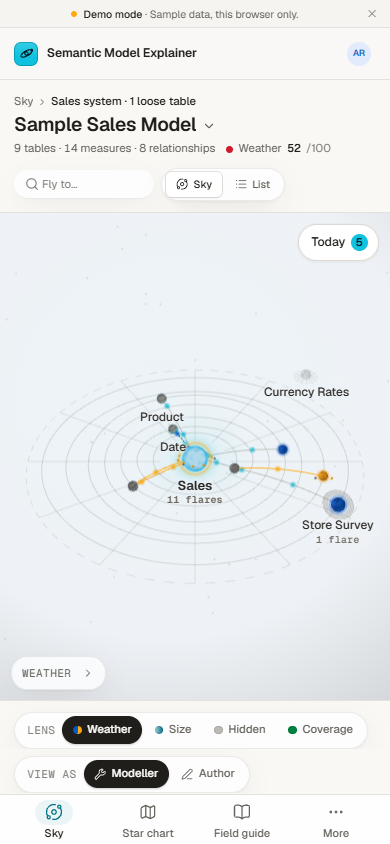 Demo mode · Sample data, this browser only.
Semantic Model Explainer
AR
Sky › Sales system · 1 loose table
Sample Sales Model
9 tables · 14 measures · 8 relationships Weather 52 /100
Fly to…
Sky
List
Today 5
Currency Rates
Product
Date
Sales
11 flares
Store Survey
1 flare
WEATHER
LENS Weather Size Hidden Coverage
VIEW AS Modeller Author
Sky Star chart Field guide More